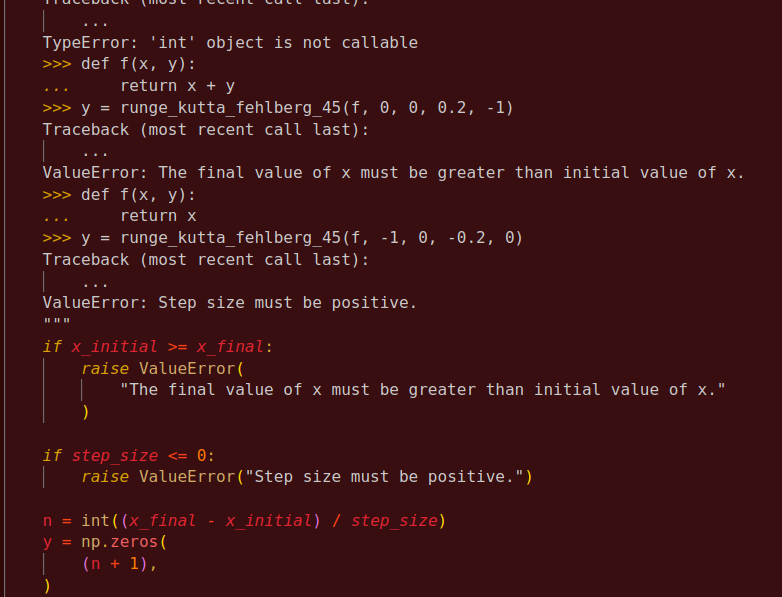 Traceback (most recent call last):
    ...
TypeError: 'int' object is not callable
>>> def f(x, y):
...     return x + y
>>> y = runge_kutta_fehlberg_45(f, 0, 0, 0.2, -1)
Traceback (most recent call last):
    ...
ValueError: The final value of x must be greater than initial value of x.
>>> def f(x, y):
...     return x
>>> y = runge_kutta_fehlberg_45(f, -1, 0, -0.2, 0)
Traceback (most recent call last):
    ...
ValueError: Step size must be positive.
"""
if x_initial >= x_final:
    raise ValueError(
        "The final value of x must be greater than initial value of x."
    )
if step_size <= 0:
    raise ValueError("Step size must be positive.")
n = int((x_final - x_initial) / step_size)
y = np.zeros(
    (n + 1),
)